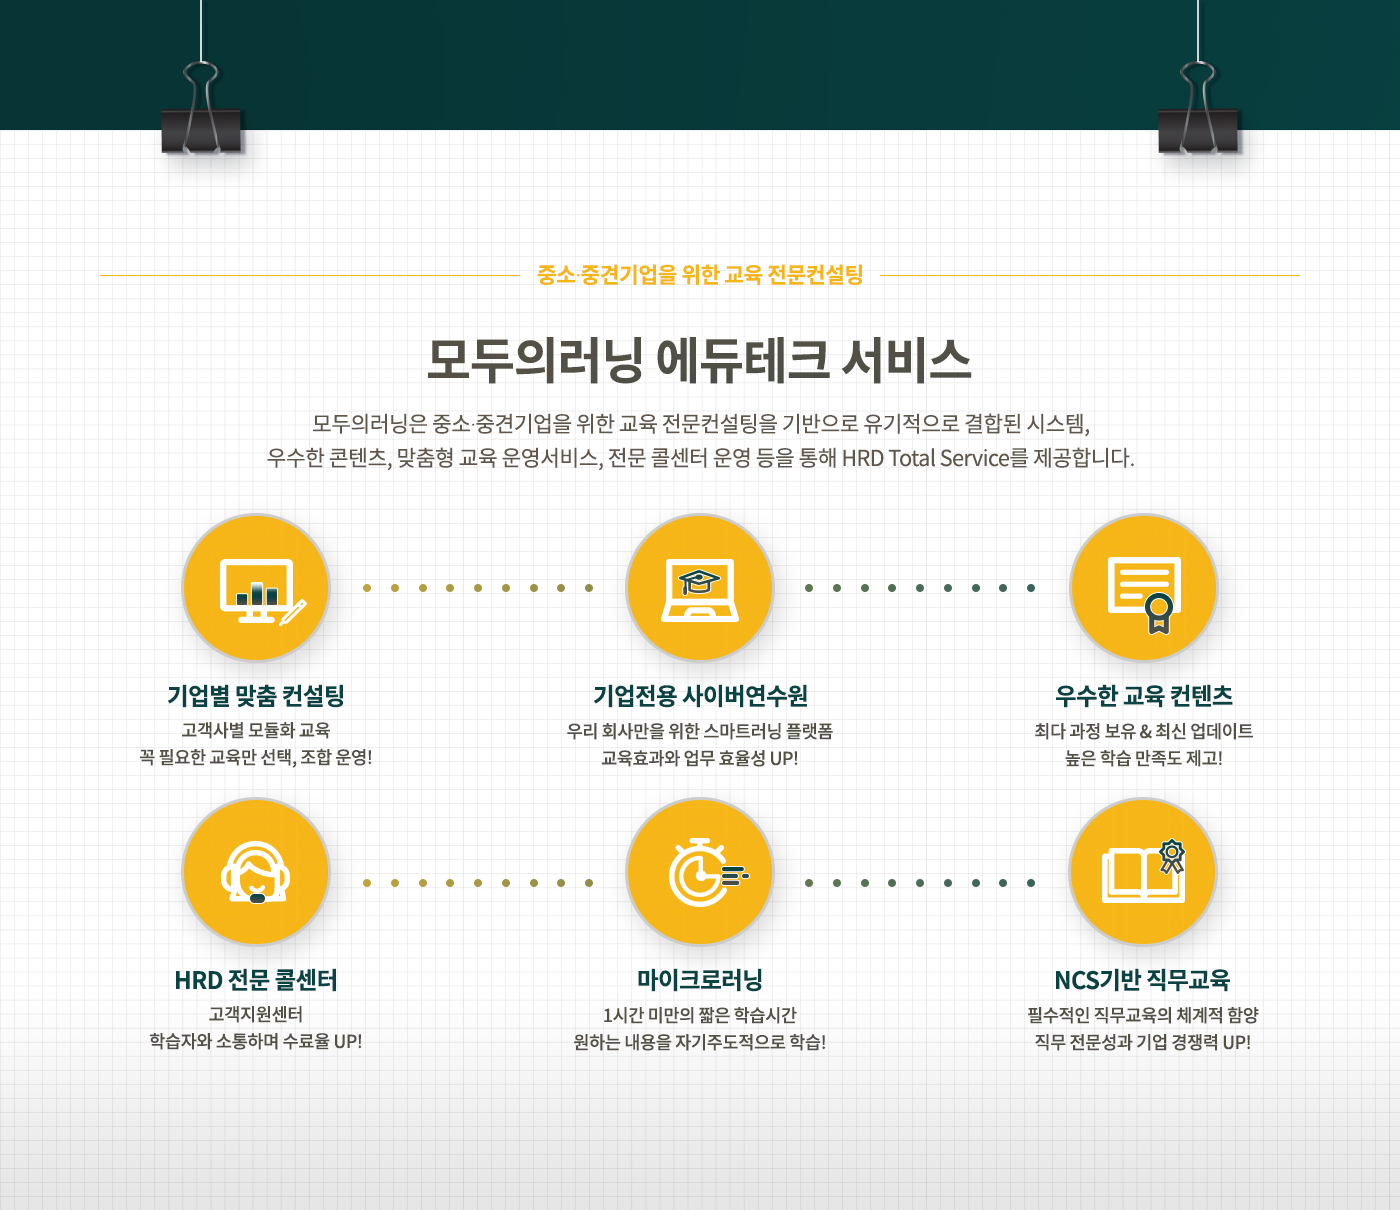 중소·중견기업을 위한 교육 전문컨설팅
모두의러닝 에듀테크 서비스
모두의러닝은 중소·중견기업을 위한 교육 전문컨설팅을 기반으로 유기적으로 결합된 시스템,
우수한 콘텐츠, 맞춤형 교육 운영서비스, 전문 콜센터 운영 등을 통해 HRD Total Service를 제공합니다.
기업별 맞춤 컨설팅
고객사별 모듈화 교육
꼭 필요한 교육만 선택, 조합 운영!
기업전용 사이버연수원
우리 회사만을 위한 스마트러닝 플랫폼
교육효과와 업무 효율성 UP!
우수한 교육 컨텐츠
최다 과정 보유 & 최신 업데이트
높은 학습 만족도 제고!
HRD 전문 콜센터
고객지원센터
학습자와 소통하며 수료율 UP!
마이크로러닝
1시간 미만의 짧은 학습시간
원하는 내용을 자기주도적으로 학습!
NCS기반 직무교육
필수적인 직무교육의 체계적 함양
직무 전문성과 기업 경쟁력 UP!